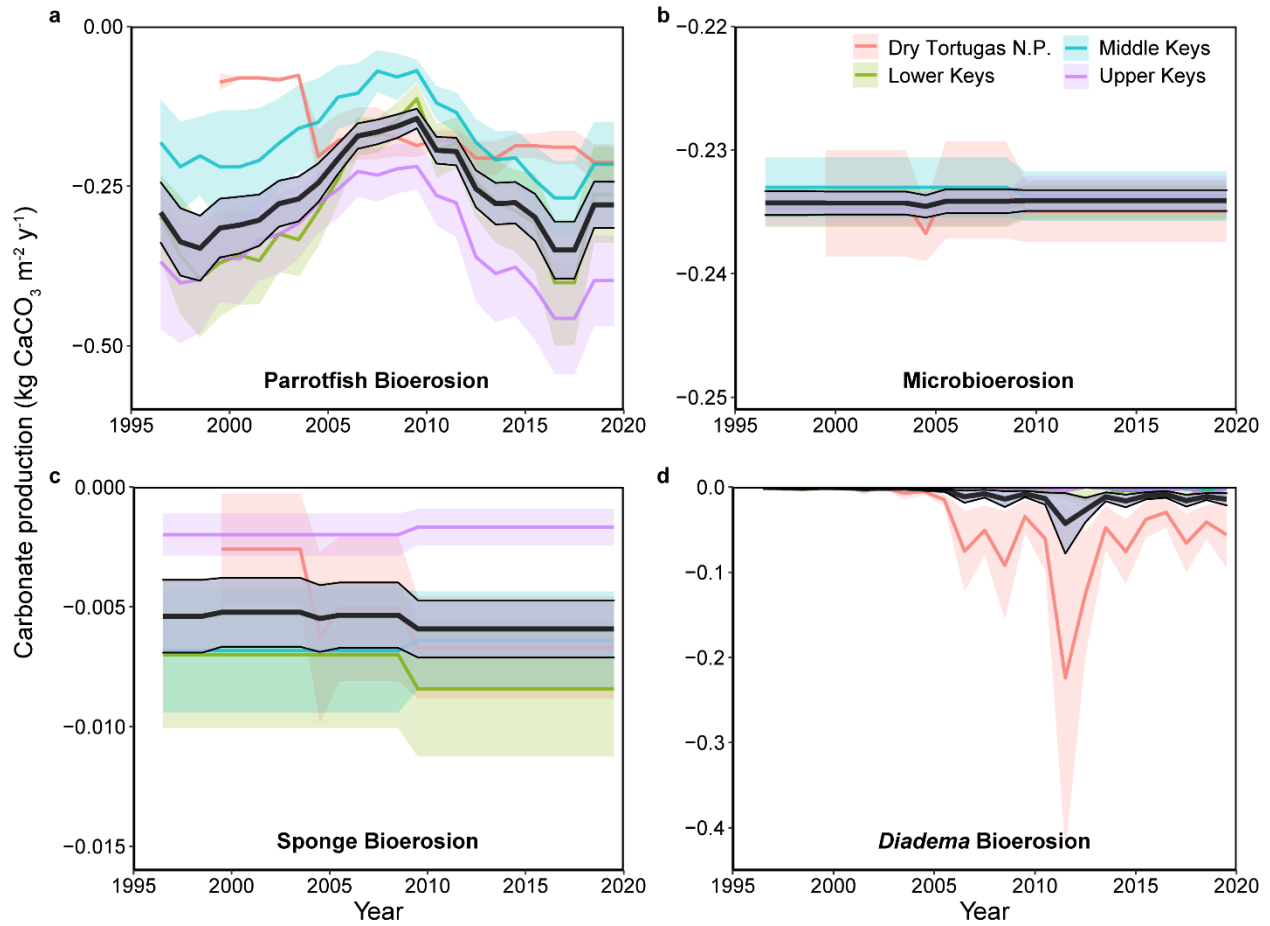 a
0.00
−0.25
−0.50
Parrotfish Bioerosion
1995 2000 2005 2010 2015 2020
b
−0.22
−0.23
−0.24
−0.25
Dry Tortugas N.P. Middle Keys
Lower Keys Upper Keys
Microbioerosion
1995 2000 2005 2010 2015 2020
Carbonate production (kg CaCO₃ m⁻² y⁻¹)
c
0.000
−0.005
−0.010
−0.015
Sponge Bioerosion
1995 2000 2005 2010 2015 2020
Year
d
0.0
−0.1
−0.2
−0.3
−0.4
Diadema Bioerosion
1995 2000 2005 2010 2015 2020
Year